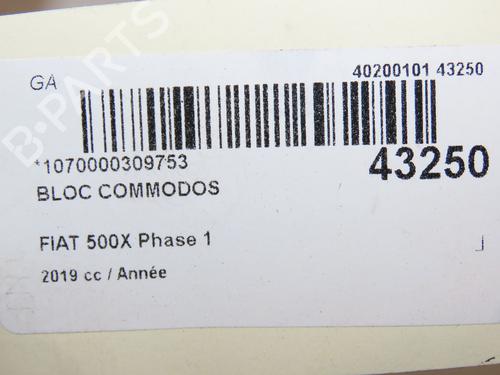 GA
40200101 43250
*1070000309753
43250
BLOC COMMODOS
FIAT 500X Phase 1
2019 cc / Année
B-PARTS